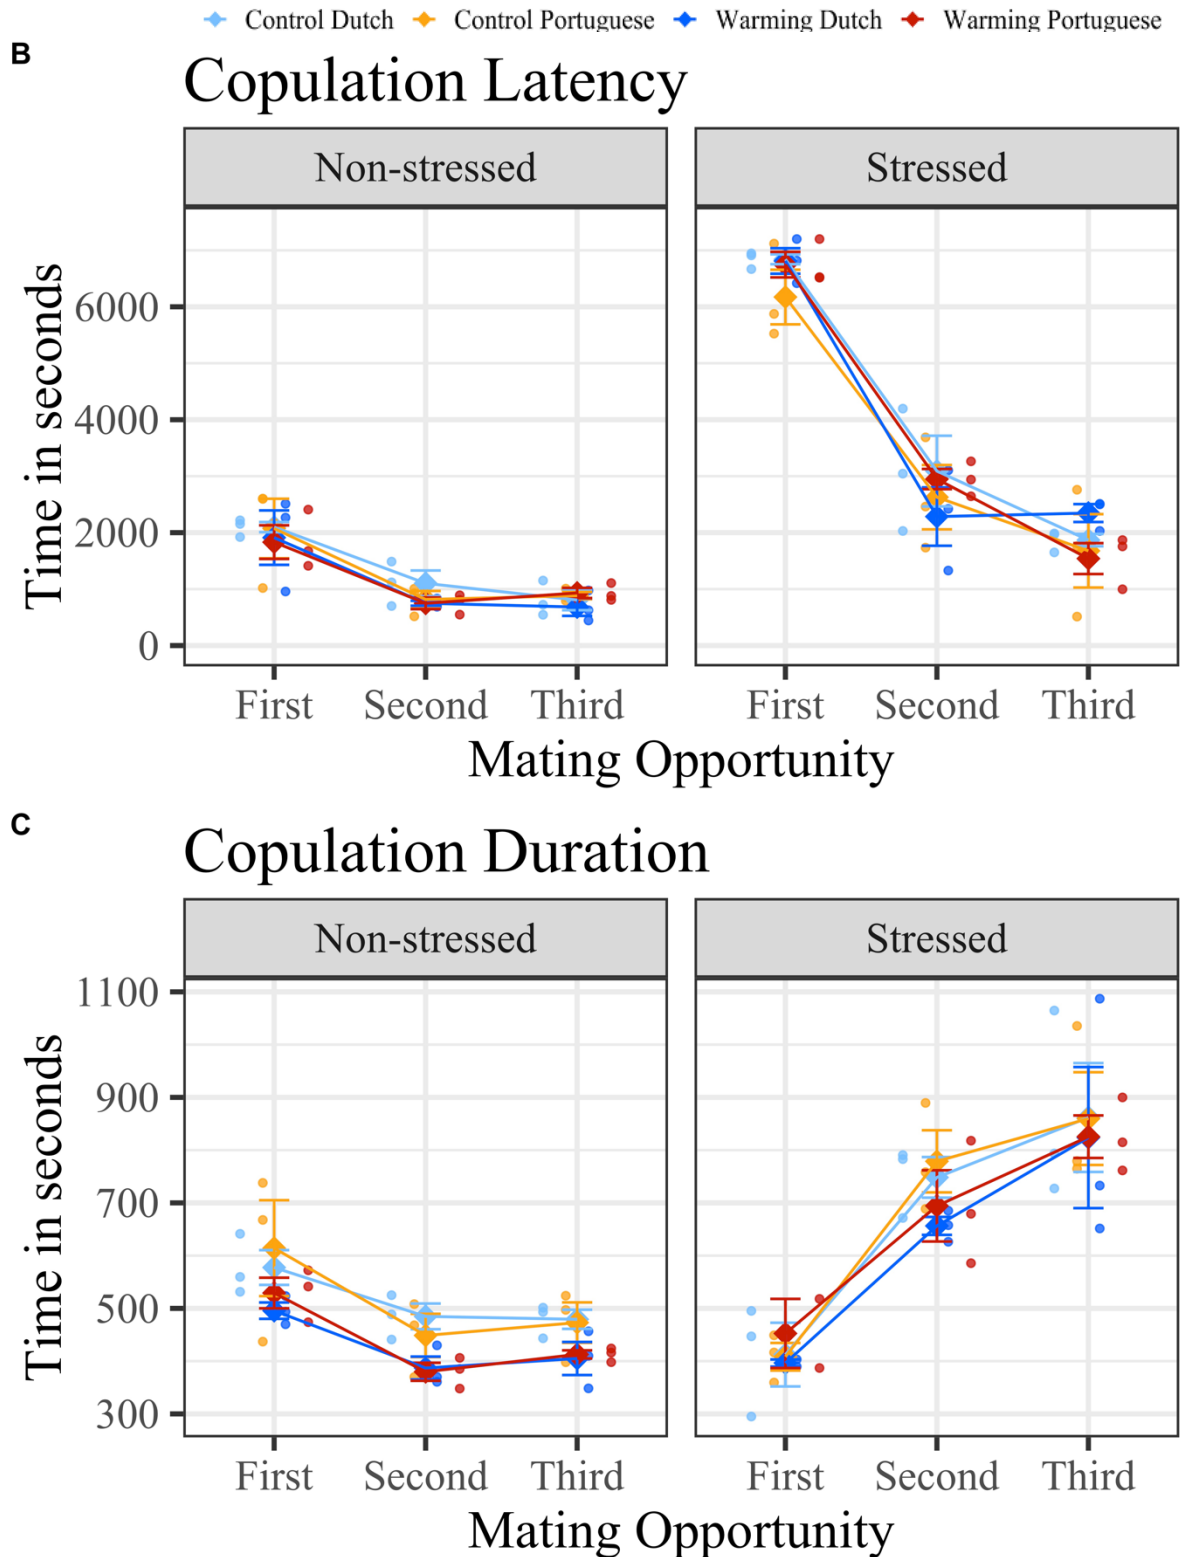 Control Dutch Control Portuguese Warming Dutch Warming Portuguese
B
Copulation Latency
Non-stressed Stressed
Time in seconds
6000
4000
2000
0
First Second Third First Second Third
Mating Opportunity
C
Copulation Duration
Non-stressed Stressed
Time in seconds
1100
900
700
500
300
First Second Third First Second Third
Mating Opportunity